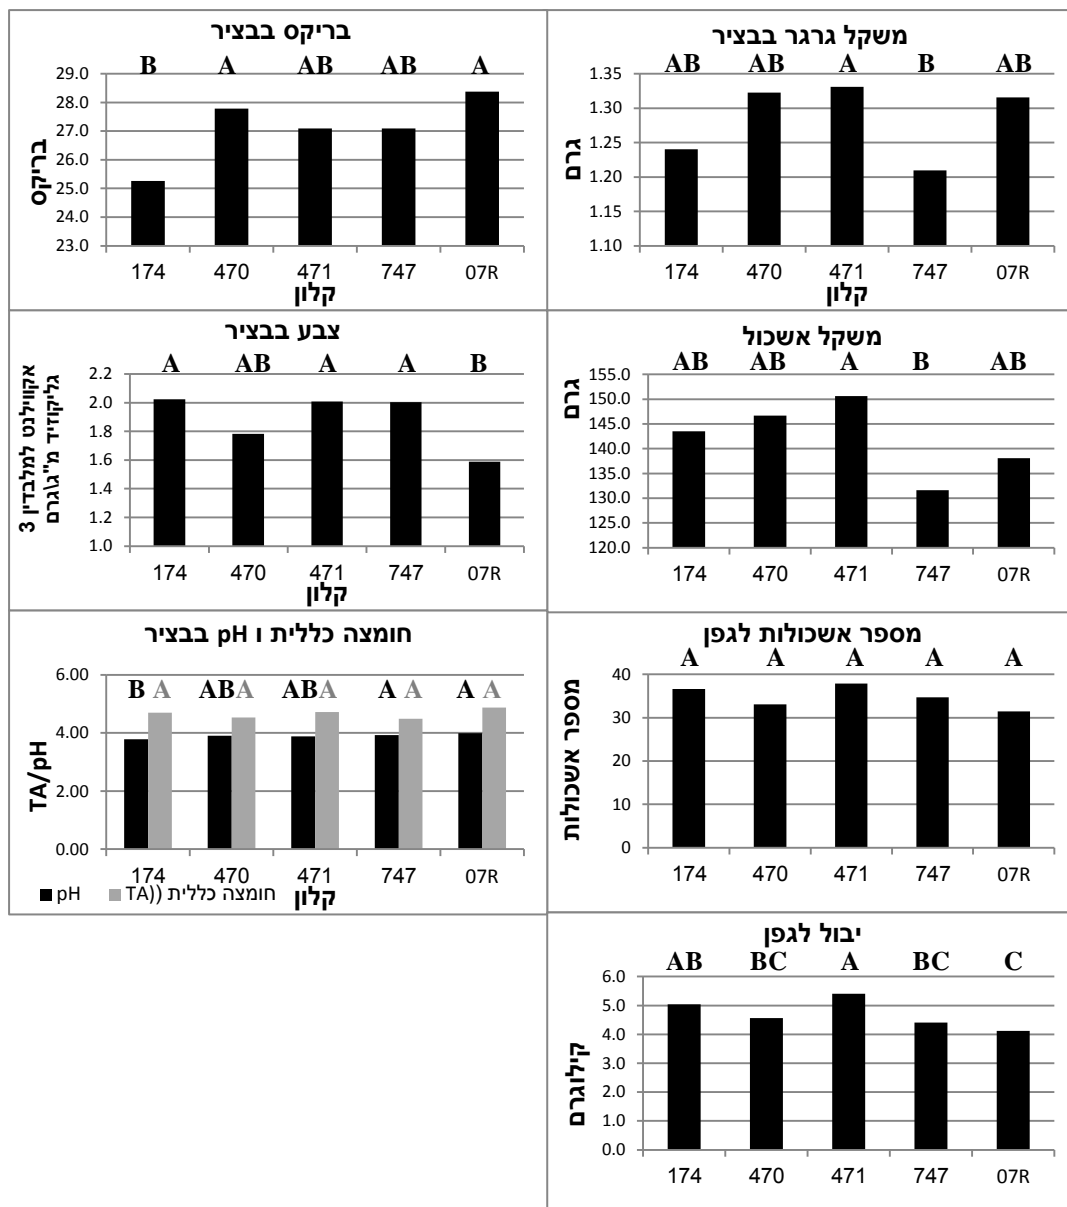 בריקס בבציר
B A AB AB A
29.0
28.0
27.0
26.0
25.0
24.0
23.0
בריקס
174 470 471 747 07R
קלון
משקל גרגר בבציר
AB AB A B AB
1.35
1.30
1.25
1.20
1.15
1.10
גרם
174 470 471 747 07R
קלון
צבע בבציר
A AB A A B
2.2
2.0
1.8
1.6
1.4
1.2
1.0
אקווילנט למלבדין 3
גליקוזיד מ"ג\גרם
174 470 471 747 07R
קלון
משקל אשכול
AB AB A B AB
155.0
150.0
145.0
140.0
135.0
130.0
125.0
120.0
גרם
174 470 471 747 07R
חומצה כללית ו pH בבציר
B A AB A AB A A A A A
6.00
4.00
2.00
0.00
TA/pH
174 470 471 747 07R
קלון
pH
חומצה כללית (TA)
מספר אשכולות לגפן
A A A A A
40
30
20
10
0
מספר אשכולות
174 470 471 747 07R
יבול לגפן
AB BC A BC C
6.0
5.0
4.0
3.0
2.0
1.0
0.0
קילוגרם
174 470 471 747 07R